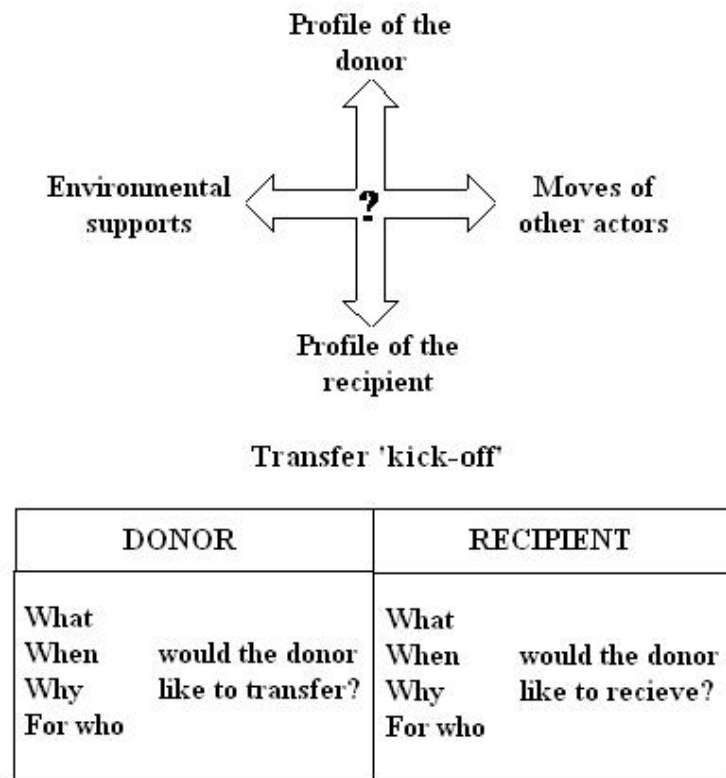 Profile of the
donor
Environmental
supports
?
Moves of
other actors
Profile of the
recipient
Transfer 'kick-off'
DONOR
RECIPIENT
What
When would the donor
Why like to transfer?
For who
What
When would the donor
Why like to recieve?
For who